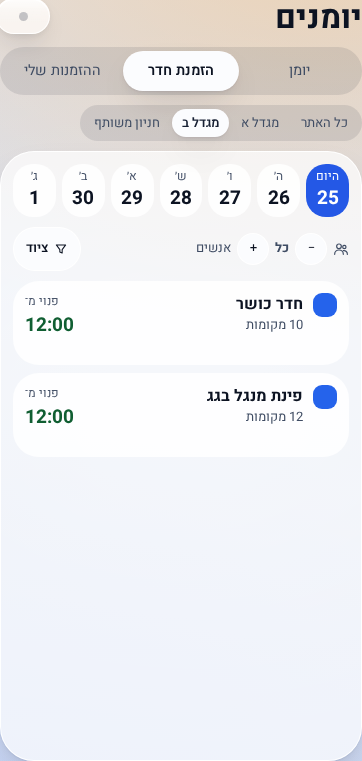 יומנים
יומן
הזמנת חדר
ההזמנות שלי
כל האתר
מגדל א
מגדל ב
חניון משותף
היום
25
ה׳
26
ו׳
27
ש׳
28
א׳
29
ב׳
30
ג׳
1
− כל + אנשים
ציוד
חדר כושר
10 מקומות
פנוי מ־
12:00
פינת מנגל בגג
12 מקומות
פנוי מ־
12:00